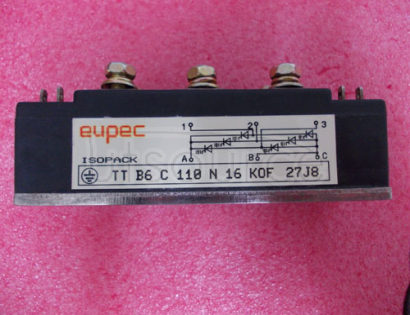 eupec
1 2 3
ISOPACK A B C
TT B6 C 110 N 16 KOF 27J8